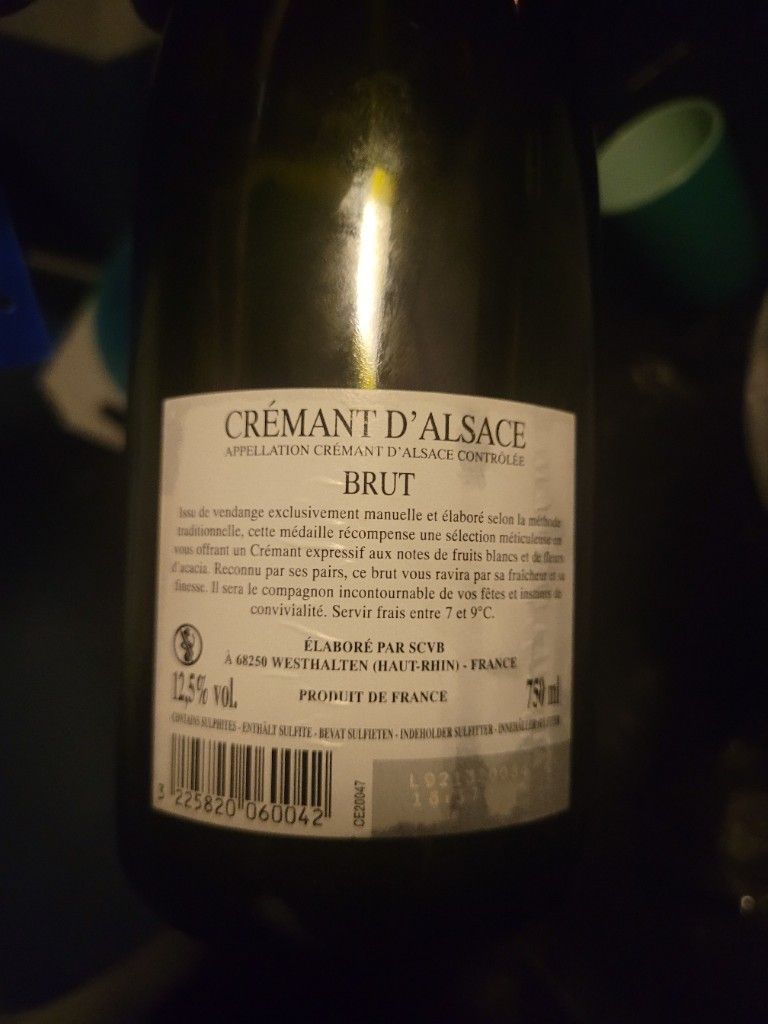 CRÉMANT D'ALSACE
APPELLATION CRÉMANT D'ALSACE CONTRÔLÉE
BRUT
Issu de vendange exclusivement manuelle et élaboré selon la méthode
traditionnelle, cette médaille récompense une sélection méticuleuse en
vous offrant un Crémant expressif aux notes de fruits blancs et de fleurs
d'acacia. Reconnu par ses pairs, ce brut vous ravira par sa fraîcheur et sa
finesse. Il sera le compagnon incontournable de vos fêtes et instants de
convivialité. Servir frais entre 7 et 9°C.
ÉLABORÉ PAR SCVB
À 68250 WESTHALTEN (HAUT-RHIN) - FRANCE
12,5% vol. PRODUIT DE FRANCE 750 ml
CONTAINS SULPHITES - ENTHÄLT SULFITE - BEVAT SULFIETEN - INDEHOLDER SULFITTER -
3 225820 060042
CE20047